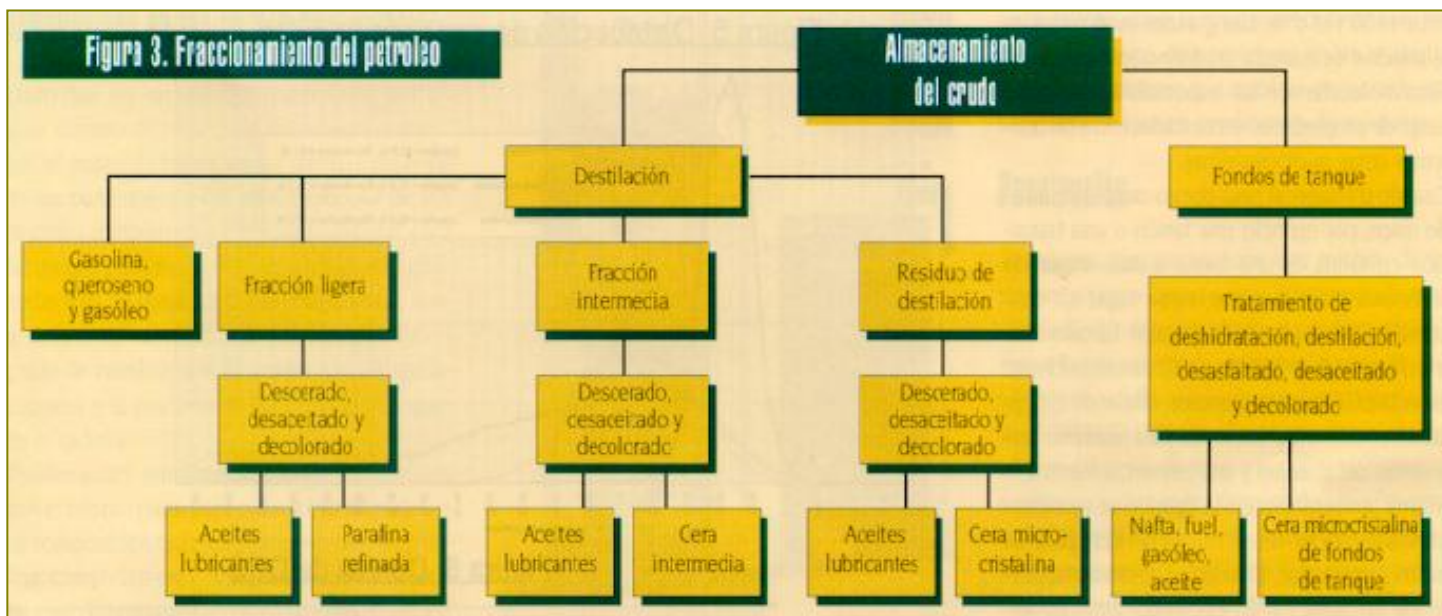 Figura 3. Fraccionamiento del petroleo
Almacenamiento
del crudo
Destilación
Fondos de tanque
Gasolina,
queroseno
y gasóleo
Fracción ligera
Fracción
intermedia
Residuo de
destilación
Tratamiento de
deshidratación, destilación,
desasfaltado, desaceitado
y decolorado
Descerado,
desaceitado y
decolorado
Descerado,
desaceitado y
decolorado
Descerado,
desaceitado y
decolorado
Aceites
lubricantes
Parafina
refinada
Aceites
lubricantes
Cera
intermedia
Aceites
lubricantes
Cera micro-
cristalina
Nafta, fuel,
gasóleo,
aceite
Cera microcristalina
de fondos
de tanque